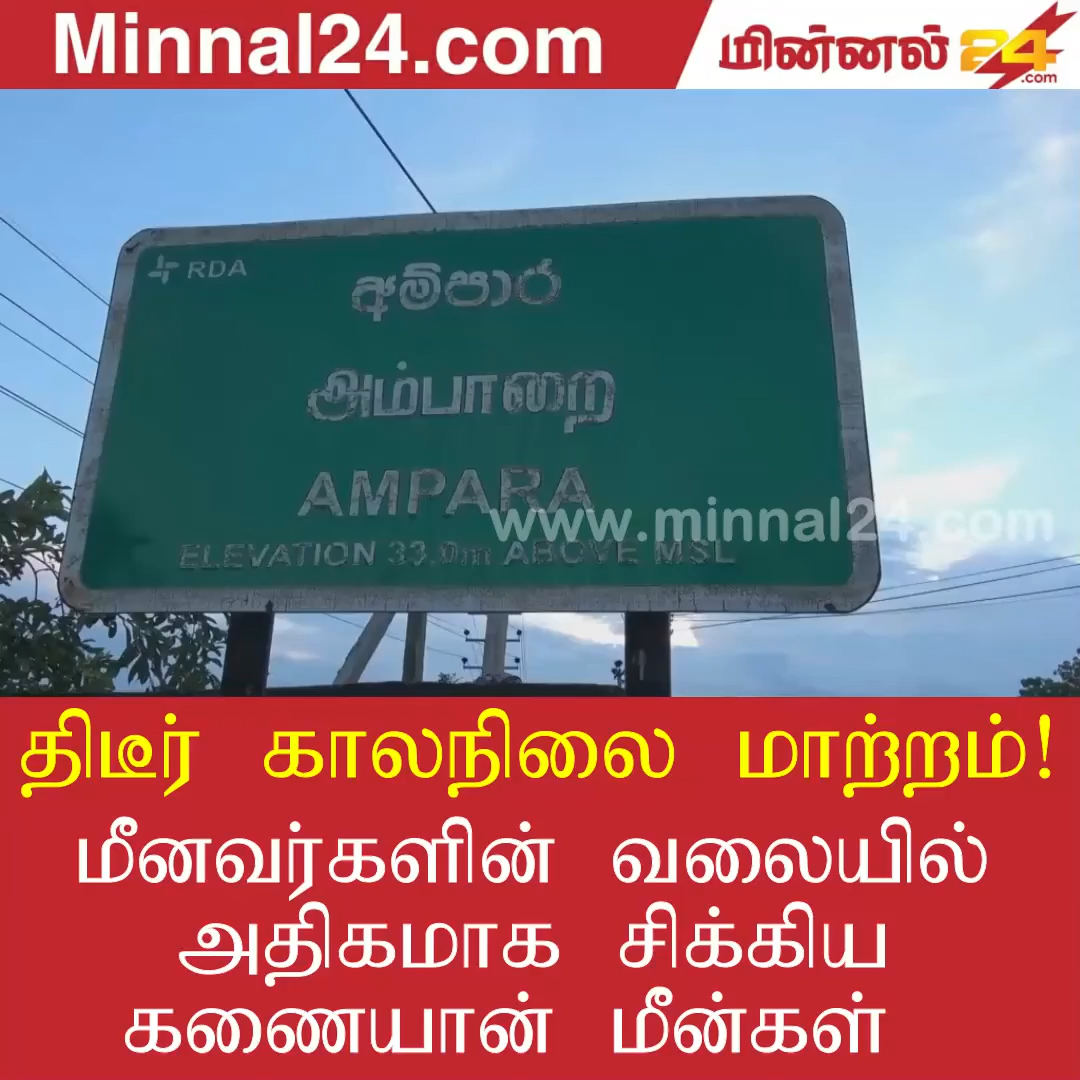 Minnal24.com
மின்னல் 24
.com
RDA
අම්පාර
அம்பாறை
AMPARA
www.minnal24.com
ELEVATION 33.0m ABOVE MSL
திடீர் காலநிலை மாற்றம்!
மீனவர்களின் வலையில்
அதிகமாக சிக்கிய
கணையான் மீன்கள்